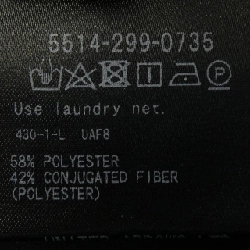 5514-299-0735
Use laundry net.
430-1-L UAF8
58% POLYESTER
42% CONJUGATED FIBER
(POLYESTER)